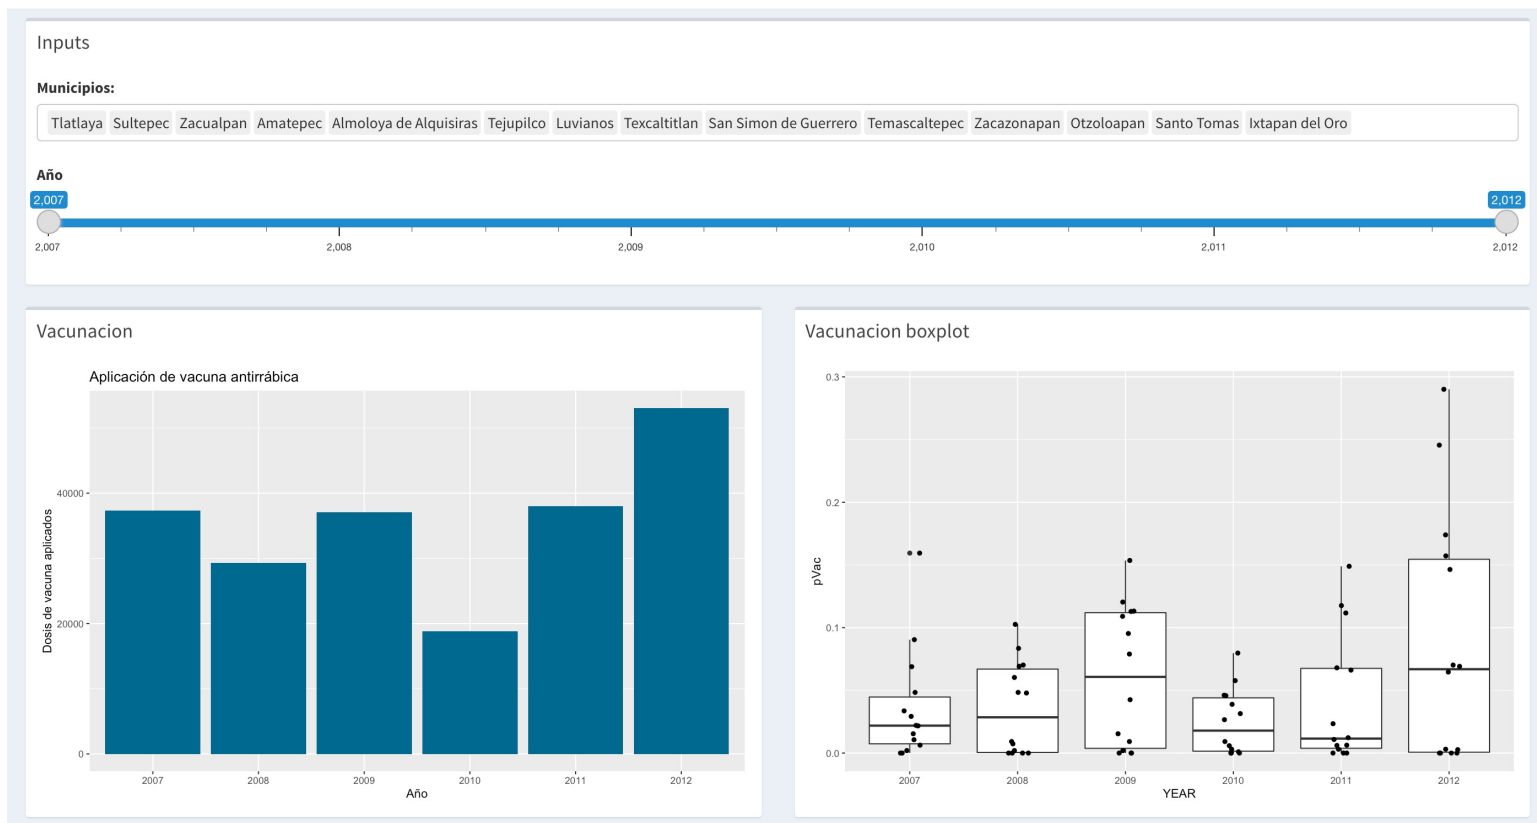 Inputs
Municipios:
Tlatlaya Sultepec Zacualpan Amatepec Almoloya de Alquisiras Tejupilco Luvianos Texcaltitlan San Simon de Guerrero Temascaltepec Zacazonapan Otzoloapan Santo Tomas Ixtapan del Oro
Año
2,007 2,012
2,007 2,008 2,009 2,010 2,011 2,012
Vacunacion
Aplicación de vacuna antirrábica
Dosis de vacuna aplicados
40000
20000
0
2007 2008 2009 2010 2011 2012
Año
Vacunacion boxplot
pVac
0.3
0.2
0.1
0.0
2007 2008 2009 2010 2011 2012
YEAR